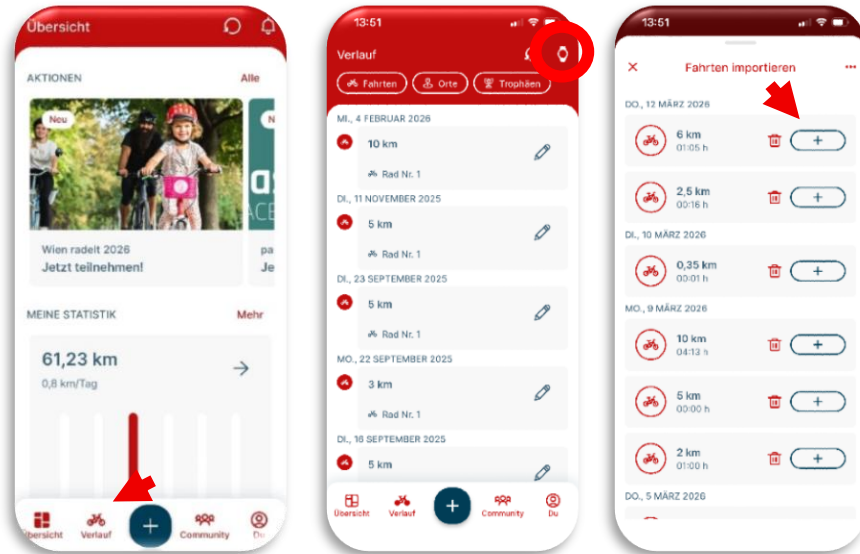 Übersicht
AKTIONEN
Alle
Neu
N
Wien radelt 2026
Jetzt teilnehmen!
pa
Je
MEINE STATISTIK
Mehr
61,23 km
0,8 km/Tag
Übersicht
Verlauf
+
Community
Du
13:51
Verlauf
Fahrten
Orte
Trophäen
MI., 4 FEBRUAR 2026
10 km
Rad Nr. 1
DI., 11 NOVEMBER 2025
5 km
Rad Nr. 1
DI., 23 SEPTEMBER 2025
5 km
Rad Nr. 1
MO., 22 SEPTEMBER 2025
3 km
Rad Nr. 1
DI., 16 SEPTEMBER 2025
5 km
Übersicht
Verlauf
+
Community
Du
13:51
Fahrten importieren
DO., 12 MÄRZ 2026
6 km
01:05 h
+
2,5 km
00:16 h
+
DI., 10 MÄRZ 2026
0,35 km
00:01 h
+
MO., 9 MÄRZ 2026
10 km
04:13 h
+
5 km
00:00 h
+
2 km
01:00 h
+
DO., 5 MÄRZ 2026